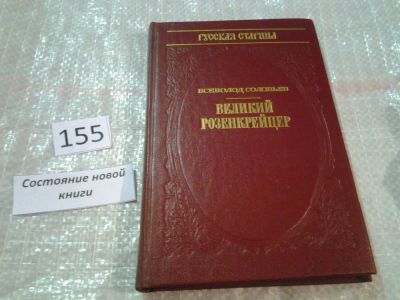 РУССКАЯ СТАРИНА
ВСЕВОЛОД СОЛОВЬЕВ
ВЕЛИКИЙ
РОЗЕНКРЕЙЦЕР
155
Состояние новой
книги